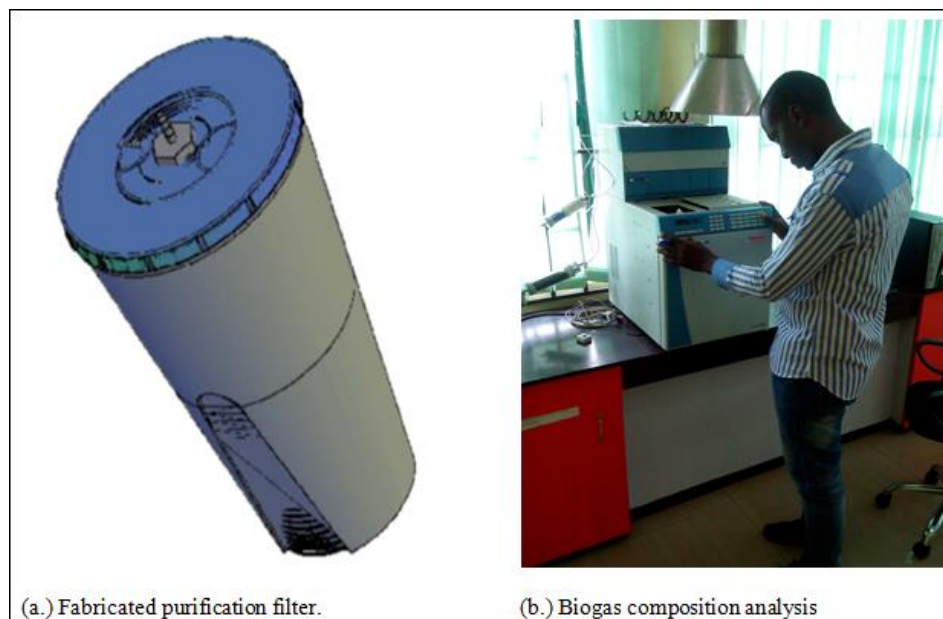 (a.) Fabricated purification filter.
(b.) Biogas composition analysis